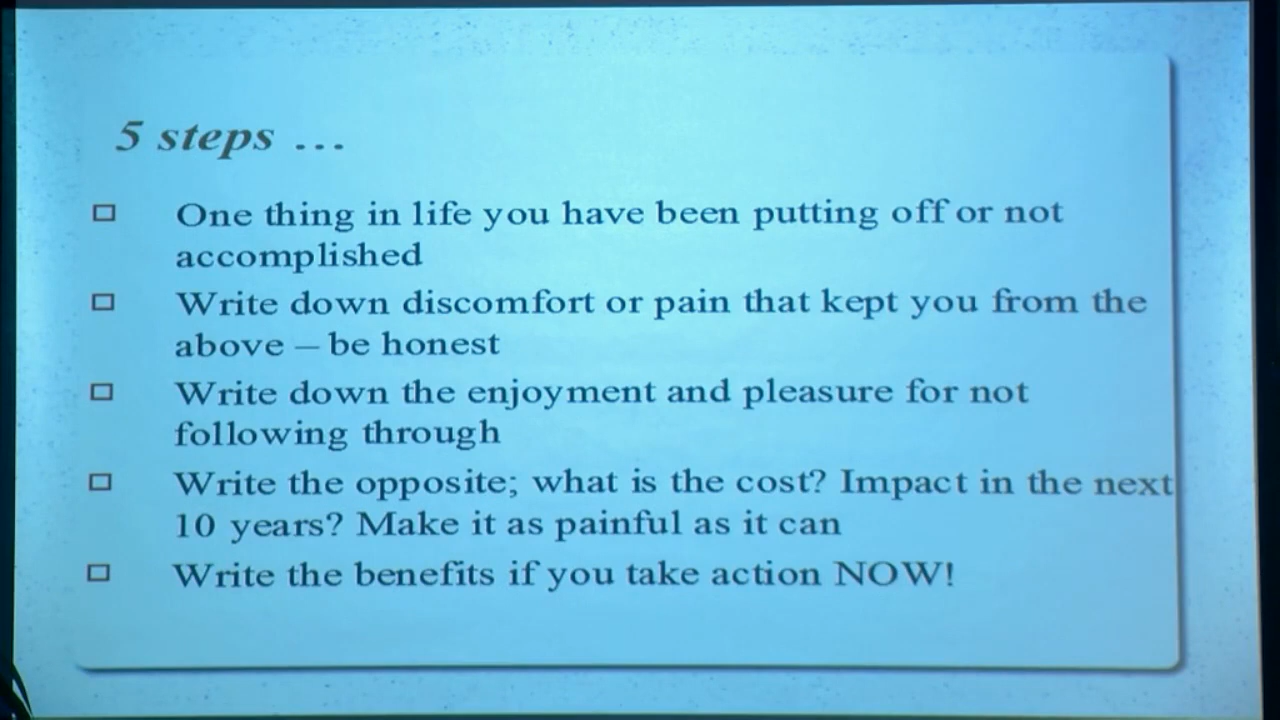 5 steps ...
One thing in life you have been putting off or not
accomplished
Write down discomfort or pain that kept you from the
above – be honest
Write down the enjoyment and pleasure for not
following through
Write the opposite; what is the cost? Impact in the next
10 years? Make it as painful as it can
Write the benefits if you take action NOW!